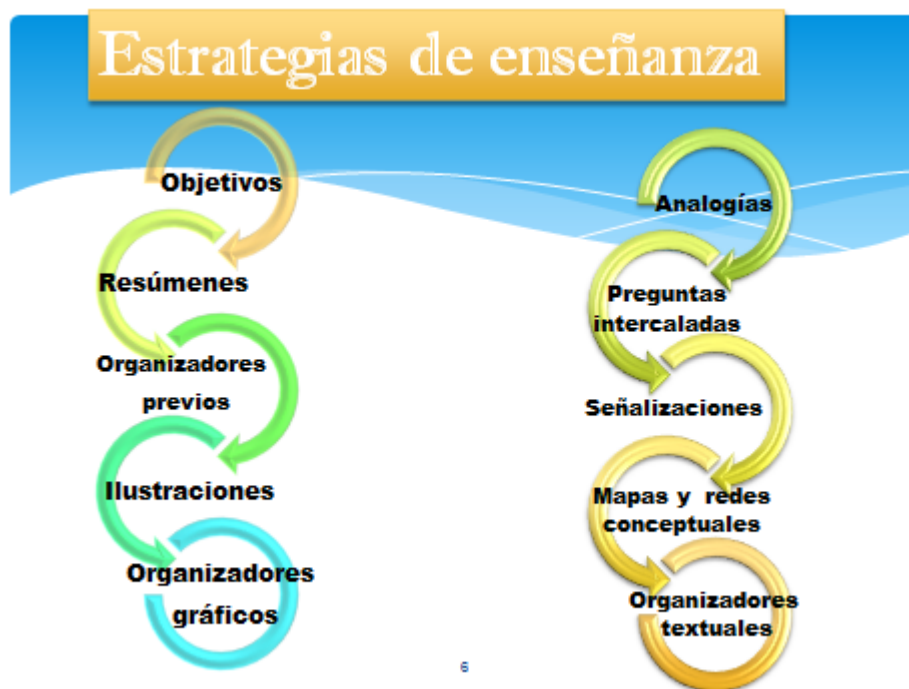 Estrategias de enseñanza
Objetivos
Resúmenes
Organizadores
previos
Ilustraciones
Organizadores
gráficos
Analogías
Preguntas
intercaladas
Señalizaciones
Mapas y redes
conceptuales
Organizadores
textuales
6